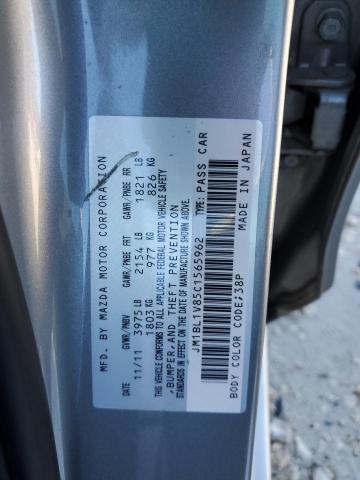 MFD. BY MAZDA MOTOR CORPORATION
DATE GVWR/PNBV GAWR/PNBE FRT GAWR/PNBE RR
11/11 3975 LB 2154 LB 1821 LB
1803 KG 977 KG 826 KG
THIS VEHICLE CONFORMS TO ALL APPLICABLE FEDERAL MOTOR VEHICLE SAFETY
*BUMPER, AND THEFT PREVENTION
STANDARDS IN EFFECT ON THE DATE OF MANUFACTURE SHOWN ABOVE.
JM1BL1V85C1565962 TYPE: PASS CAR
MADE IN JAPAN
BODY COLOR CODE:38P